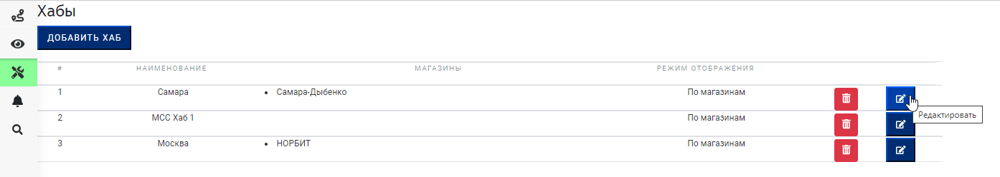 Хабы
ДОБАВИТЬ ХАБ
# НАИМЕНОВАНИЕ МАГАЗИНЫ РЕЖИМ ОТОБРАЖЕНИЯ
1 Самара • Самара-Дыбенко По магазинам
Редактировать
2 МСС Хаб 1 По магазинам
3 Москва • НОРБИТ По магазинам